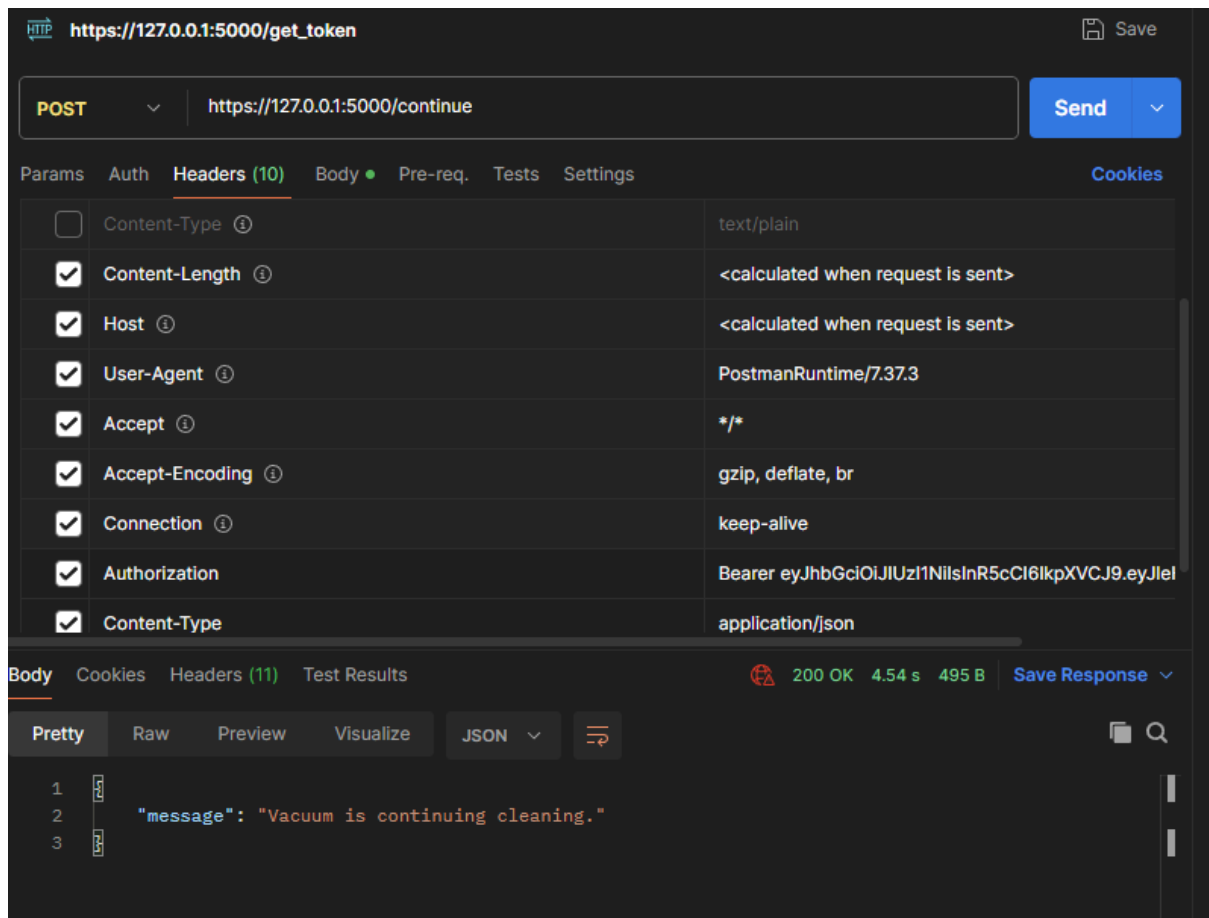 HTTP https://127.0.0.1:5000/get_token Save
POST https://127.0.0.1:5000/continue Send
Params Auth Headers (10) Body Pre-req. Tests Settings Cookies
Content-Type text/plain
Content-Length <calculated when request is sent>
Host <calculated when request is sent>
User-Agent PostmanRuntime/7.37.3
Accept */*
Accept-Encoding gzip, deflate, br
Connection keep-alive
Authorization Bearer
Content-Type application/json
Body Cookies Headers (11) Test Results 200 OK 4.54 s 495 B Save Response
Pretty Raw Preview Visualize JSON
1 {
2 "message": "Vacuum is continuing cleaning."
3 }